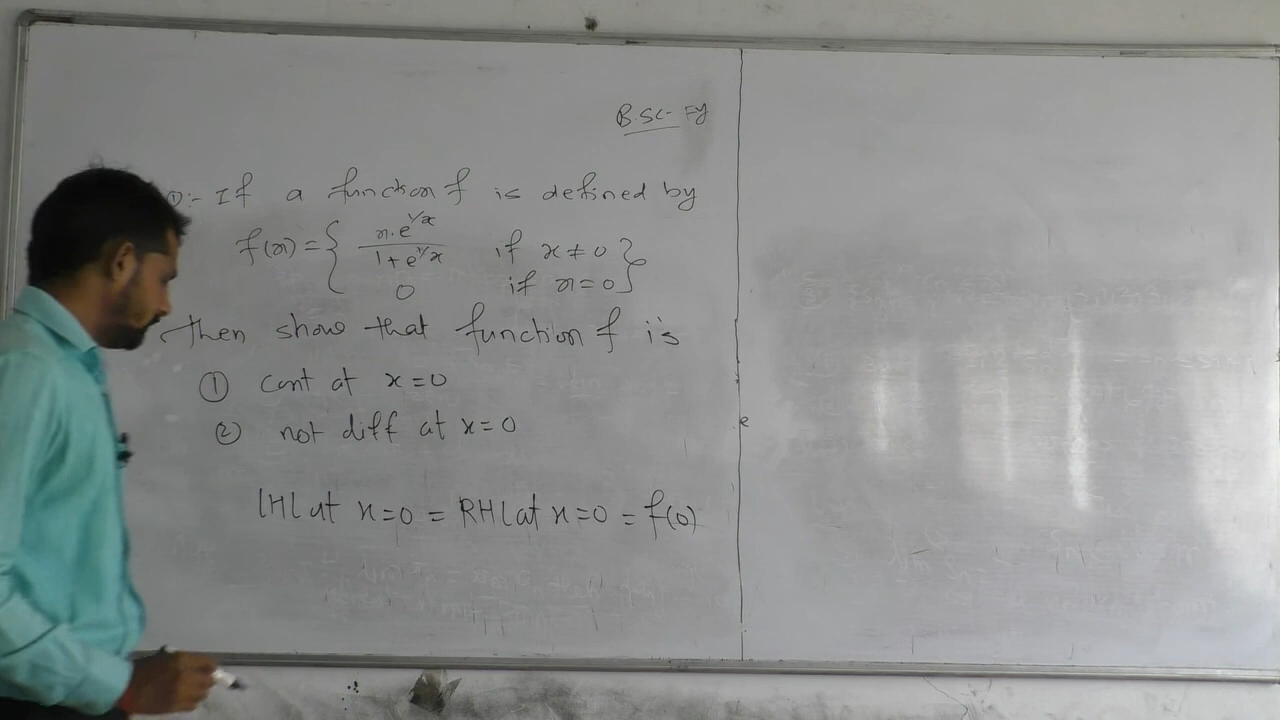 B.SC- FY
①:- If a function f is defined by
f(x) = { x.e^1/x / 1+e^1/x if x ≠ 0 }
0 if x = 0
Then show that function f is
① cont at x = 0
② not diff at x = 0
LHL at x=0 = RHL at x=0 = f(0)